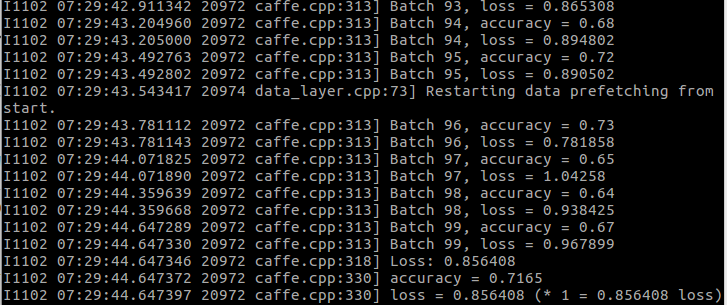 I1102 07:29:42.911342 20972 caffe.cpp:313] Batch 93, loss = 0.865308
I1102 07:29:43.204960 20972 caffe.cpp:313] Batch 94, accuracy = 0.68
I1102 07:29:43.205000 20972 caffe.cpp:313] Batch 94, loss = 0.894802
I1102 07:29:43.492763 20972 caffe.cpp:313] Batch 95, accuracy = 0.72
I1102 07:29:43.492802 20972 caffe.cpp:313] Batch 95, loss = 0.890502
I1102 07:29:43.543417 20974 data_layer.cpp:73] Restarting data prefetching from
start.
I1102 07:29:43.781112 20972 caffe.cpp:313] Batch 96, accuracy = 0.73
I1102 07:29:43.781143 20972 caffe.cpp:313] Batch 96, loss = 0.781858
I1102 07:29:44.071825 20972 caffe.cpp:313] Batch 97, accuracy = 0.65
I1102 07:29:44.071890 20972 caffe.cpp:313] Batch 97, loss = 1.04258
I1102 07:29:44.359639 20972 caffe.cpp:313] Batch 98, accuracy = 0.64
I1102 07:29:44.359668 20972 caffe.cpp:313] Batch 98, loss = 0.938425
I1102 07:29:44.647289 20972 caffe.cpp:313] Batch 99, accuracy = 0.67
I1102 07:29:44.647330 20972 caffe.cpp:313] Batch 99, loss = 0.967899
I1102 07:29:44.647346 20972 caffe.cpp:318] Loss: 0.856408
I1102 07:29:44.647372 20972 caffe.cpp:330] accuracy = 0.7165
I1102 07:29:44.647397 20972 caffe.cpp:330] loss = 0.856408 (* 1 = 0.856408 loss)